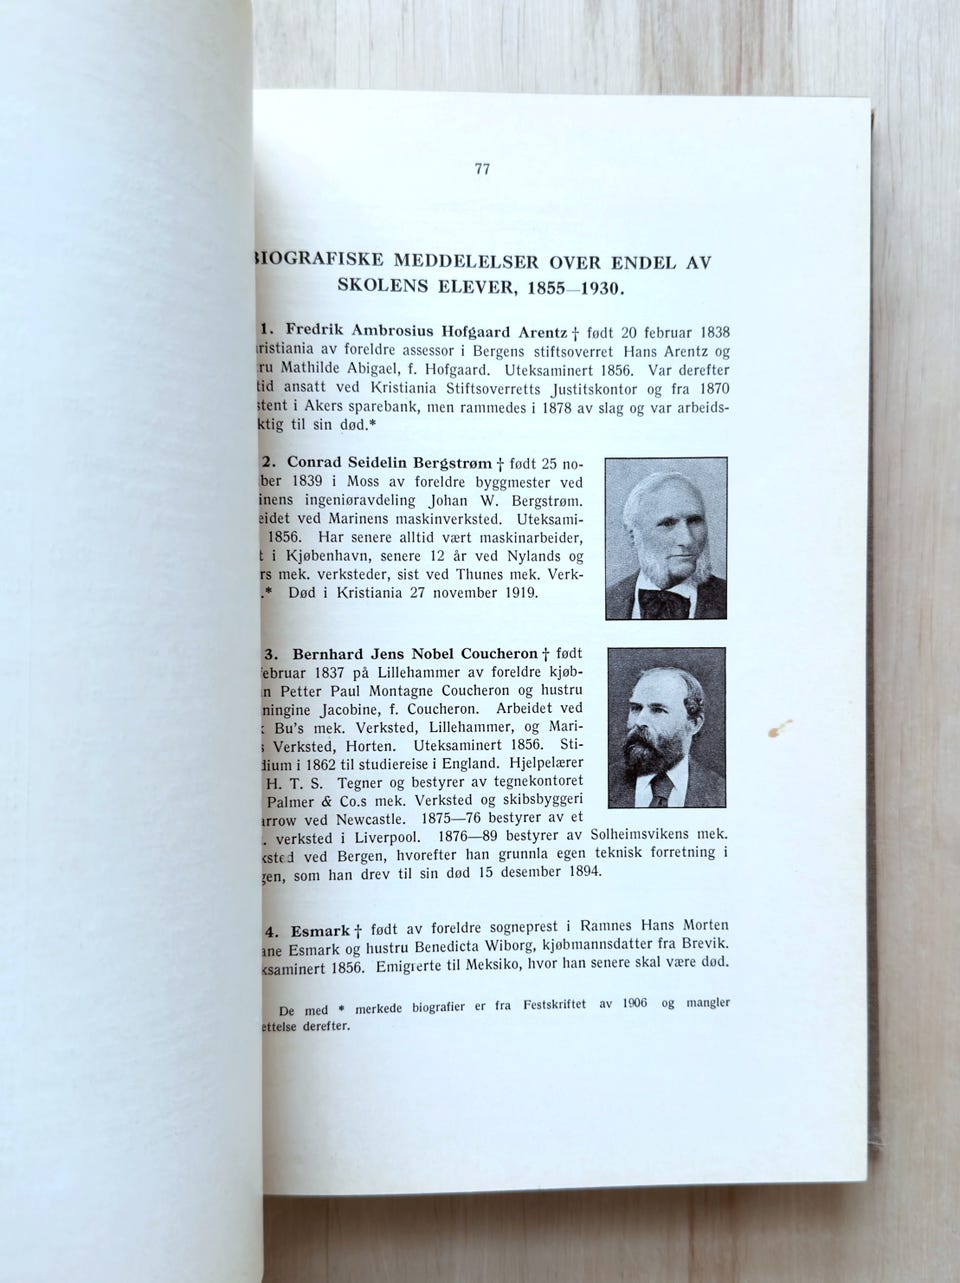 77
BIOGRAFISKE MEDDELELSER OVER ENDEL AV
SKOLENS ELEVER, 1855—1930.
1. Fredrik Ambrosius Hofgaard Arentz † født 20 februar 1838
ristiania av foreldre assessor i Bergens stiftsoverret Hans Arentz og
ru Mathilde Abigael, f. Hofgaard. Uteksaminert 1856. Var derefter
tid ansatt ved Kristiania Stiftsoverretts Justitskontor og fra 1870
stent i Akers sparebank, men rammedes i 1878 av slag og var arbeids-
ktig til sin død.*
2. Conrad Seidelin Bergstrøm † født 25 no-
ber 1839 i Moss av foreldre byggmester ved
inens ingeniøravdeling Johan W. Bergstrøm.
eidet ved Marinens maskinverksted. Uteksami-
1856. Har senere alltid vært maskinarbeider,
t i Kjøbenhavn, senere 12 år ved Nylands og
rs mek. verksteder, sist ved Thunes mek. Verk-
.* Død i Kristiania 27 november 1919.
3. Bernhard Jens Nobel Coucheron † født
ebruar 1837 på Lillehammer av foreldre kjøb-
n Petter Paul Montagne Coucheron og hustru
ningine Jacobine, f. Coucheron. Arbeidet ved
Bu's mek. Verksted, Lillehammer, og Mari-
s Verksted, Horten. Uteksaminert 1856. Sti-
dium i 1862 til studiereise i England. Hjelpelærer
H. T. S. Tegner og bestyrer av tegnekontoret
Palmer & Co.s mek. Verksted og skibsbyggeri
arrow ved Newcastle. 1875—76 bestyrer av et
. verksted i Liverpool. 1876—89 bestyrer av Solheimsvikens mek.
ksted ved Bergen, hvorefter han grunnla egen teknisk forretning i
gen, som han drev til sin død 15 desember 1894.
4. Esmark † født av foreldre sogneprest i Ramnes Hans Morten
ane Esmark og hustru Benedicta Wiborg, kjøbmannsdatter fra Brevik.
ksaminert 1856. Emigrerte til Meksiko, hvor han senere skal være død.
De med * merkede biografier er fra Festskriftet av 1906 og mangler
ettelse derefter.